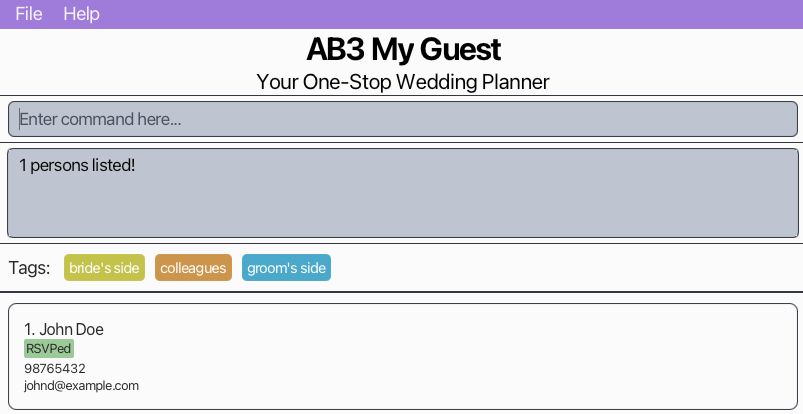 File Help
AB3 My Guest
Your One-Stop Wedding Planner
Enter command here...
1 persons listed!
Tags: bride's side colleagues groom's side
1. John Doe
RSVPed
98765432
johnd@example.com